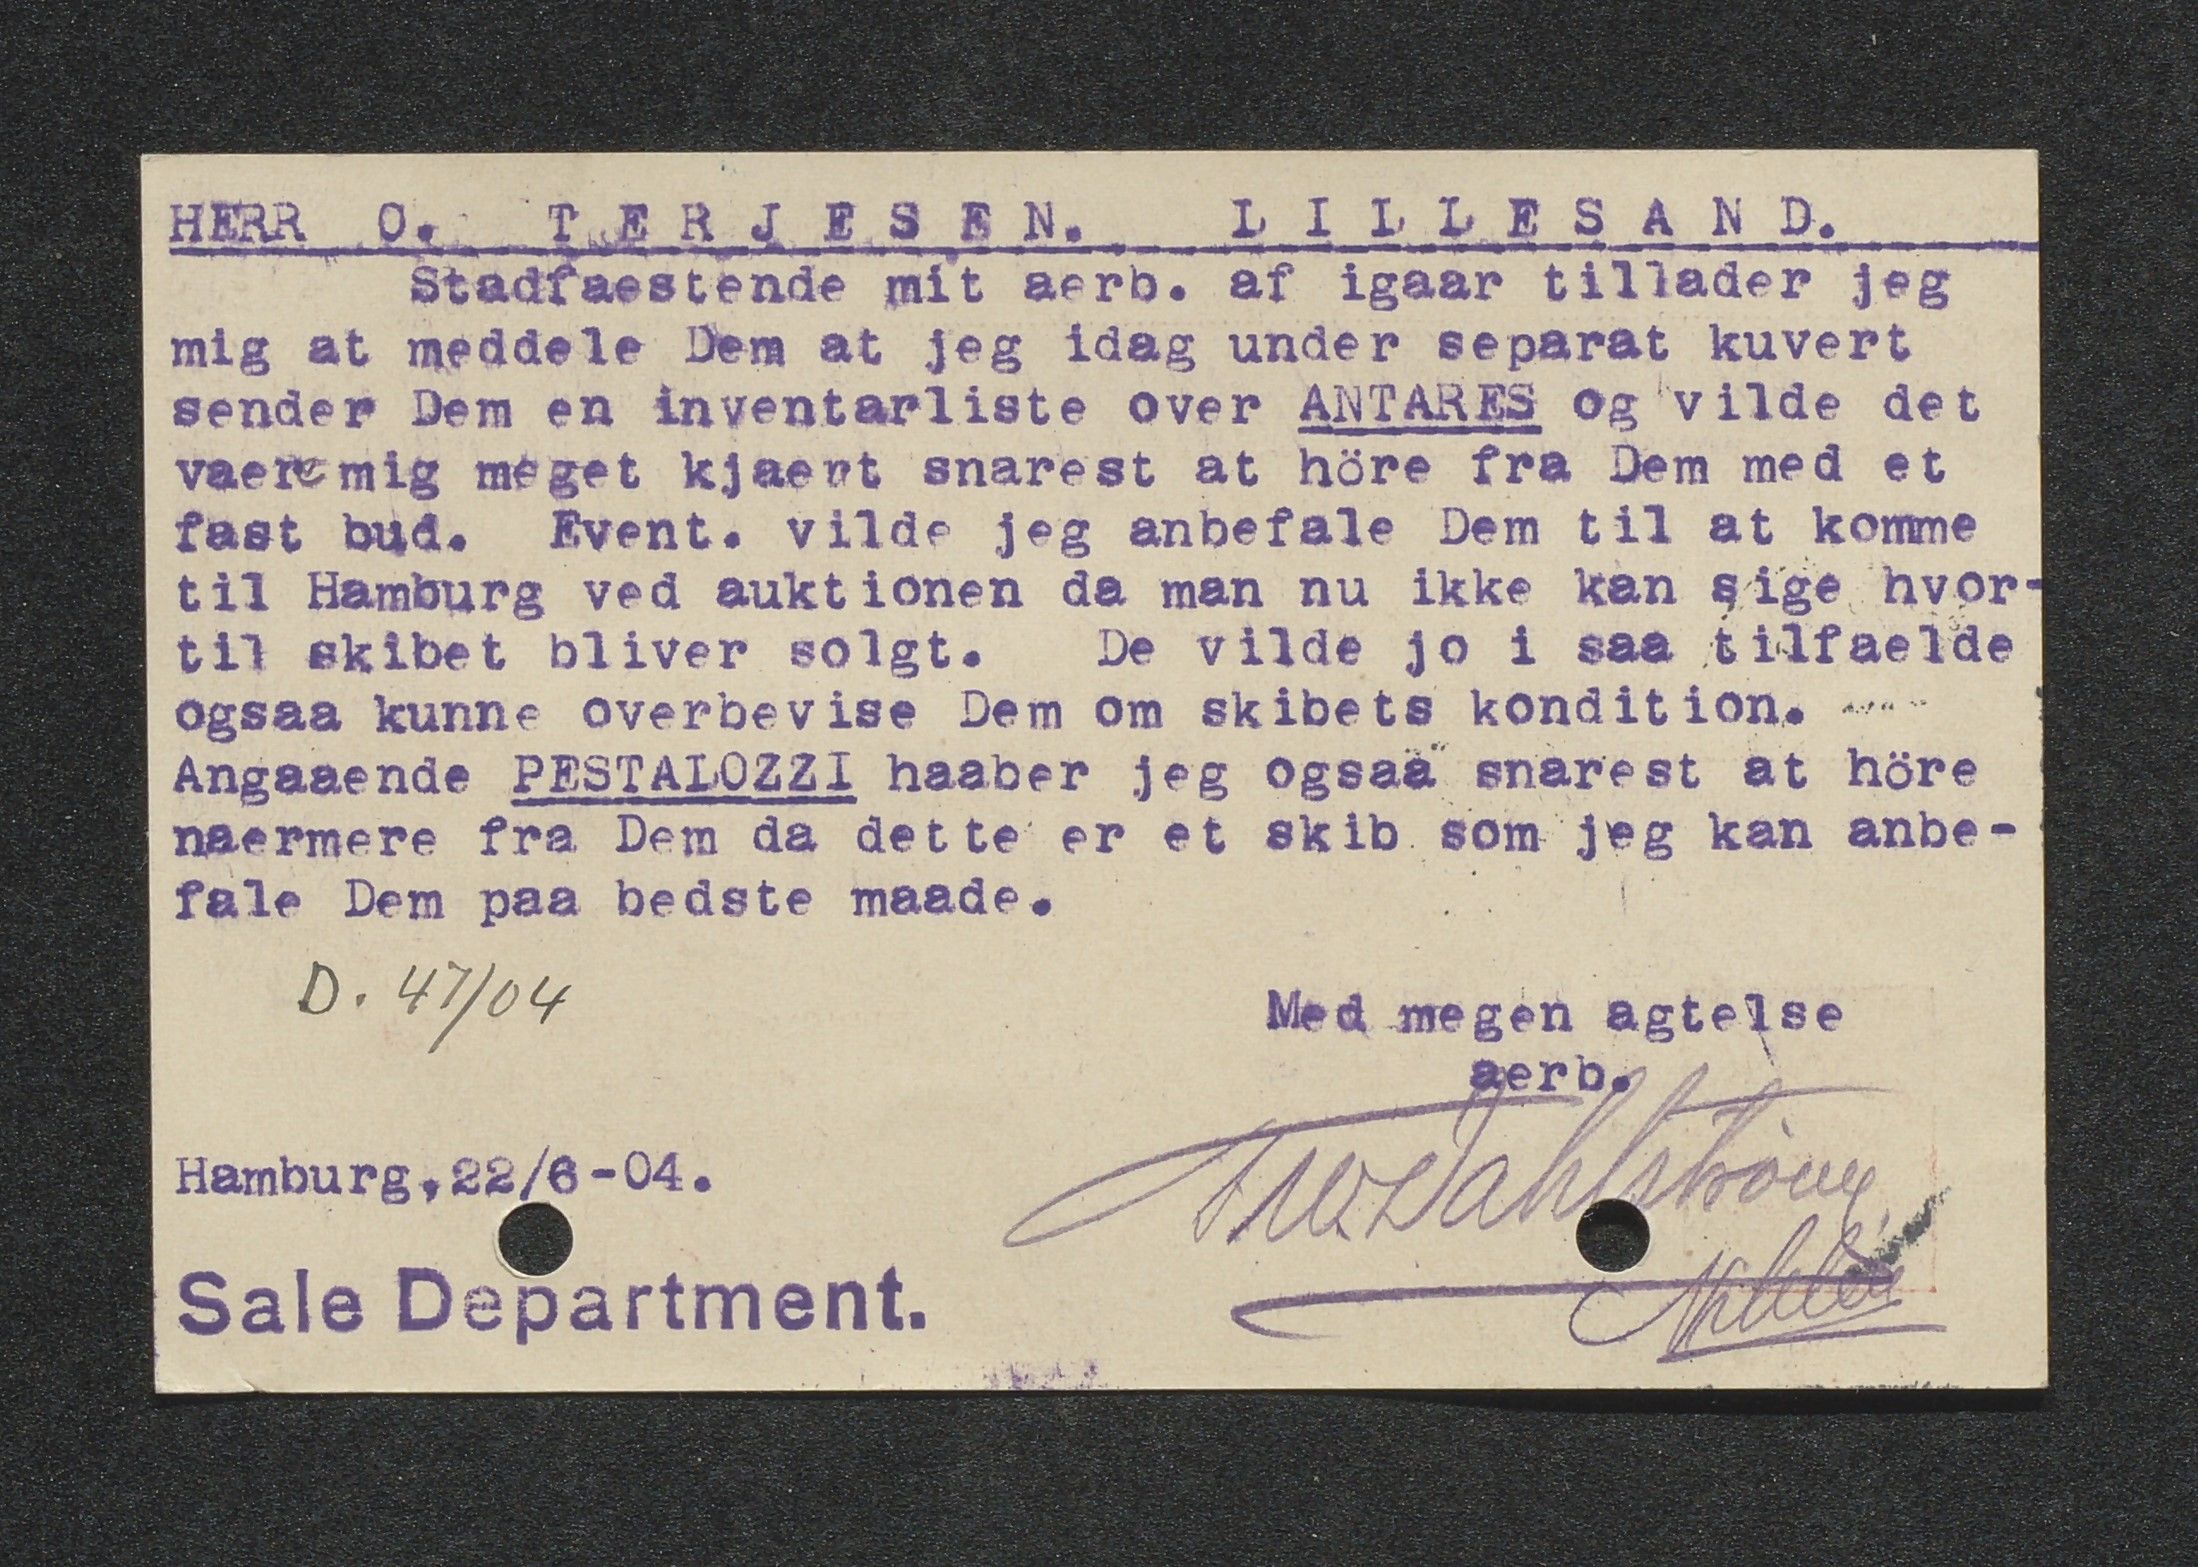 HERR O. TERJESEN. LILLESAND.
Stadfaestende mit aerb. af igaar tillader jeg
mig at meddele Dem at jeg idag under separat kuvert
sender Dem en inventarliste over ANTARES og vilde det
vaere mig meget kjaert snarest at höre fra Dem med et
fast bud. Event. vilde jeg anbefale Dem til at komme
til Hamburg ved auktionen da man nu ikke kan sige hvor-
til skibet bliver solgt. De vilde jo i saa tilfaelde
ogsaa kunne overbevise Dem om skibets kondition.
Angaaende PESTALOZZI haaber jeg ogsaa snarest at höre
naermere fra Dem da dette er et skib som jeg kan anbe-
fale Dem paa bedste maade.
D. 47/04
Med megen agtelse
aerb.
Dahlström
Hamburg,22/6-04.
Sale Department.